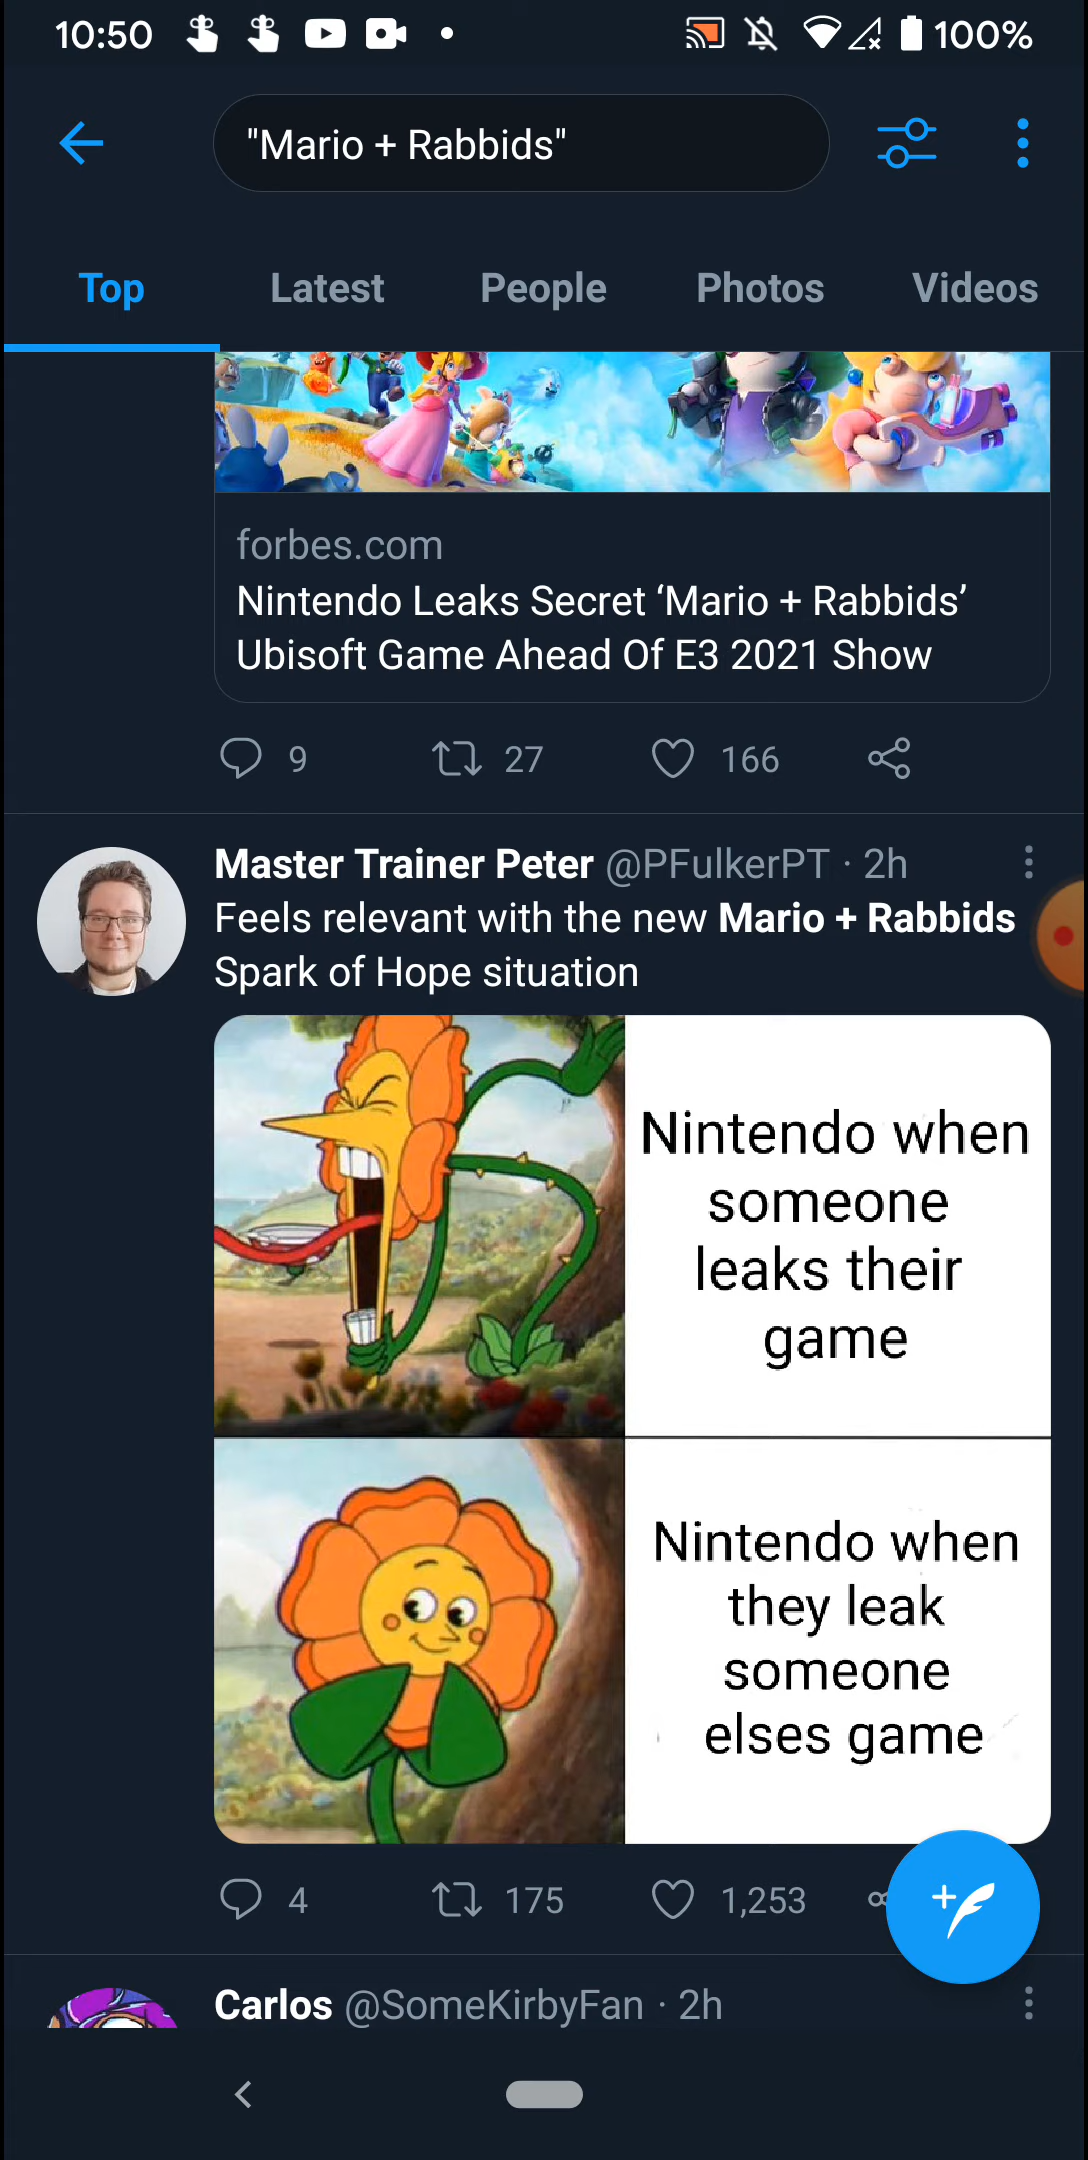 10:50
100%
"Mario + Rabbids"
Top
Latest
People
Photos
Videos
forbes.com
Nintendo Leaks Secret ‘Mario + Rabbids’
Ubisoft Game Ahead Of E3 2021 Show
9
27
166
Master Trainer Peter @PFulkerPT · 2h
Feels relevant with the new Mario + Rabbids
Spark of Hope situation
Nintendo when
someone
leaks their
game
Nintendo when
they leak
someone
elses game
4
175
1,253
Carlos @SomeKirbyFan · 2h